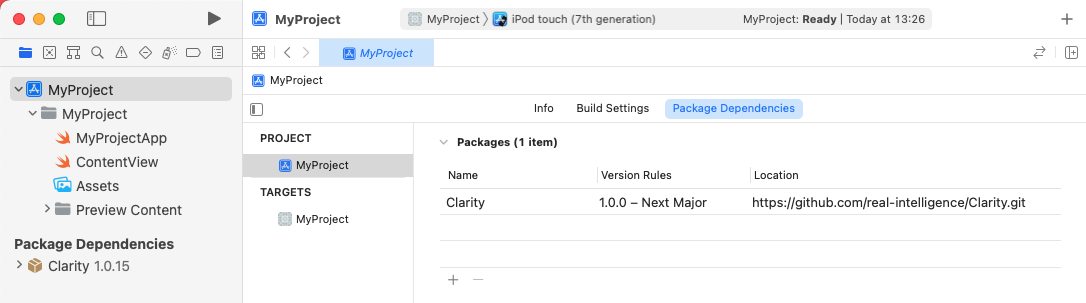 MyProject
MyProject 〉 iPod touch (7th generation)
MyProject: Ready | Today at 13:26
MyProject
MyProject
Info
Build Settings
Package Dependencies
MyProject
MyProject
MyProjectApp
ContentView
Assets
Preview Content
Package Dependencies
Clarity 1.0.15
PROJECT
MyProject
TARGETS
MyProject
Packages (1 item)
Name Version Rules Location
Clarity 1.0.0 – Next Major https://github.com/real-intelligence/Clarity.git